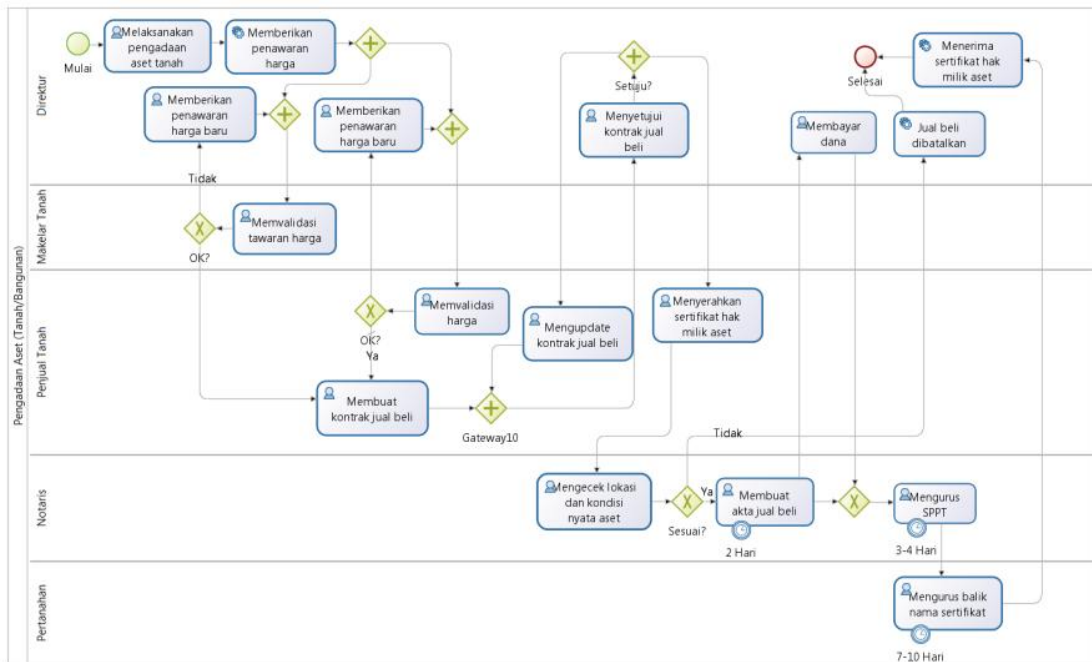 Pengadaan Aset (Tanah/Bangunan)
Direktur
Mulai
Melaksanakan
pengadaan
aset tanah
Memberikan
penawaran
harga
Memberikan
penawaran
harga baru
Memberikan
penawaran
harga baru
Setuju?
Menyetujui
kontrak jual
beli
Selesai
Menerima
sertifikat hak
milik aset
Membayar
dana
Jual beli
dibatalkan
Tidak
Makelar Tanah
OK?
Memvalidasi
tawaran harga
Penjual Tanah
OK?
Ya
Memvalidasi
harga
Mengupdate
kontrak jual beli
Menyerahkan
sertifikat hak
milik aset
Membuat
kontrak jual beli
Gateway10
Tidak
Notaris
Mengecek lokasi
dan kondisi
nyata aset
Sesuai?
Ya
Membuat
akta jual beli
2 Hari
Mengurus
SPPT
3-4 Hari
Pertanahan
Mengurus balik
nama sertifikat
7-10 Hari